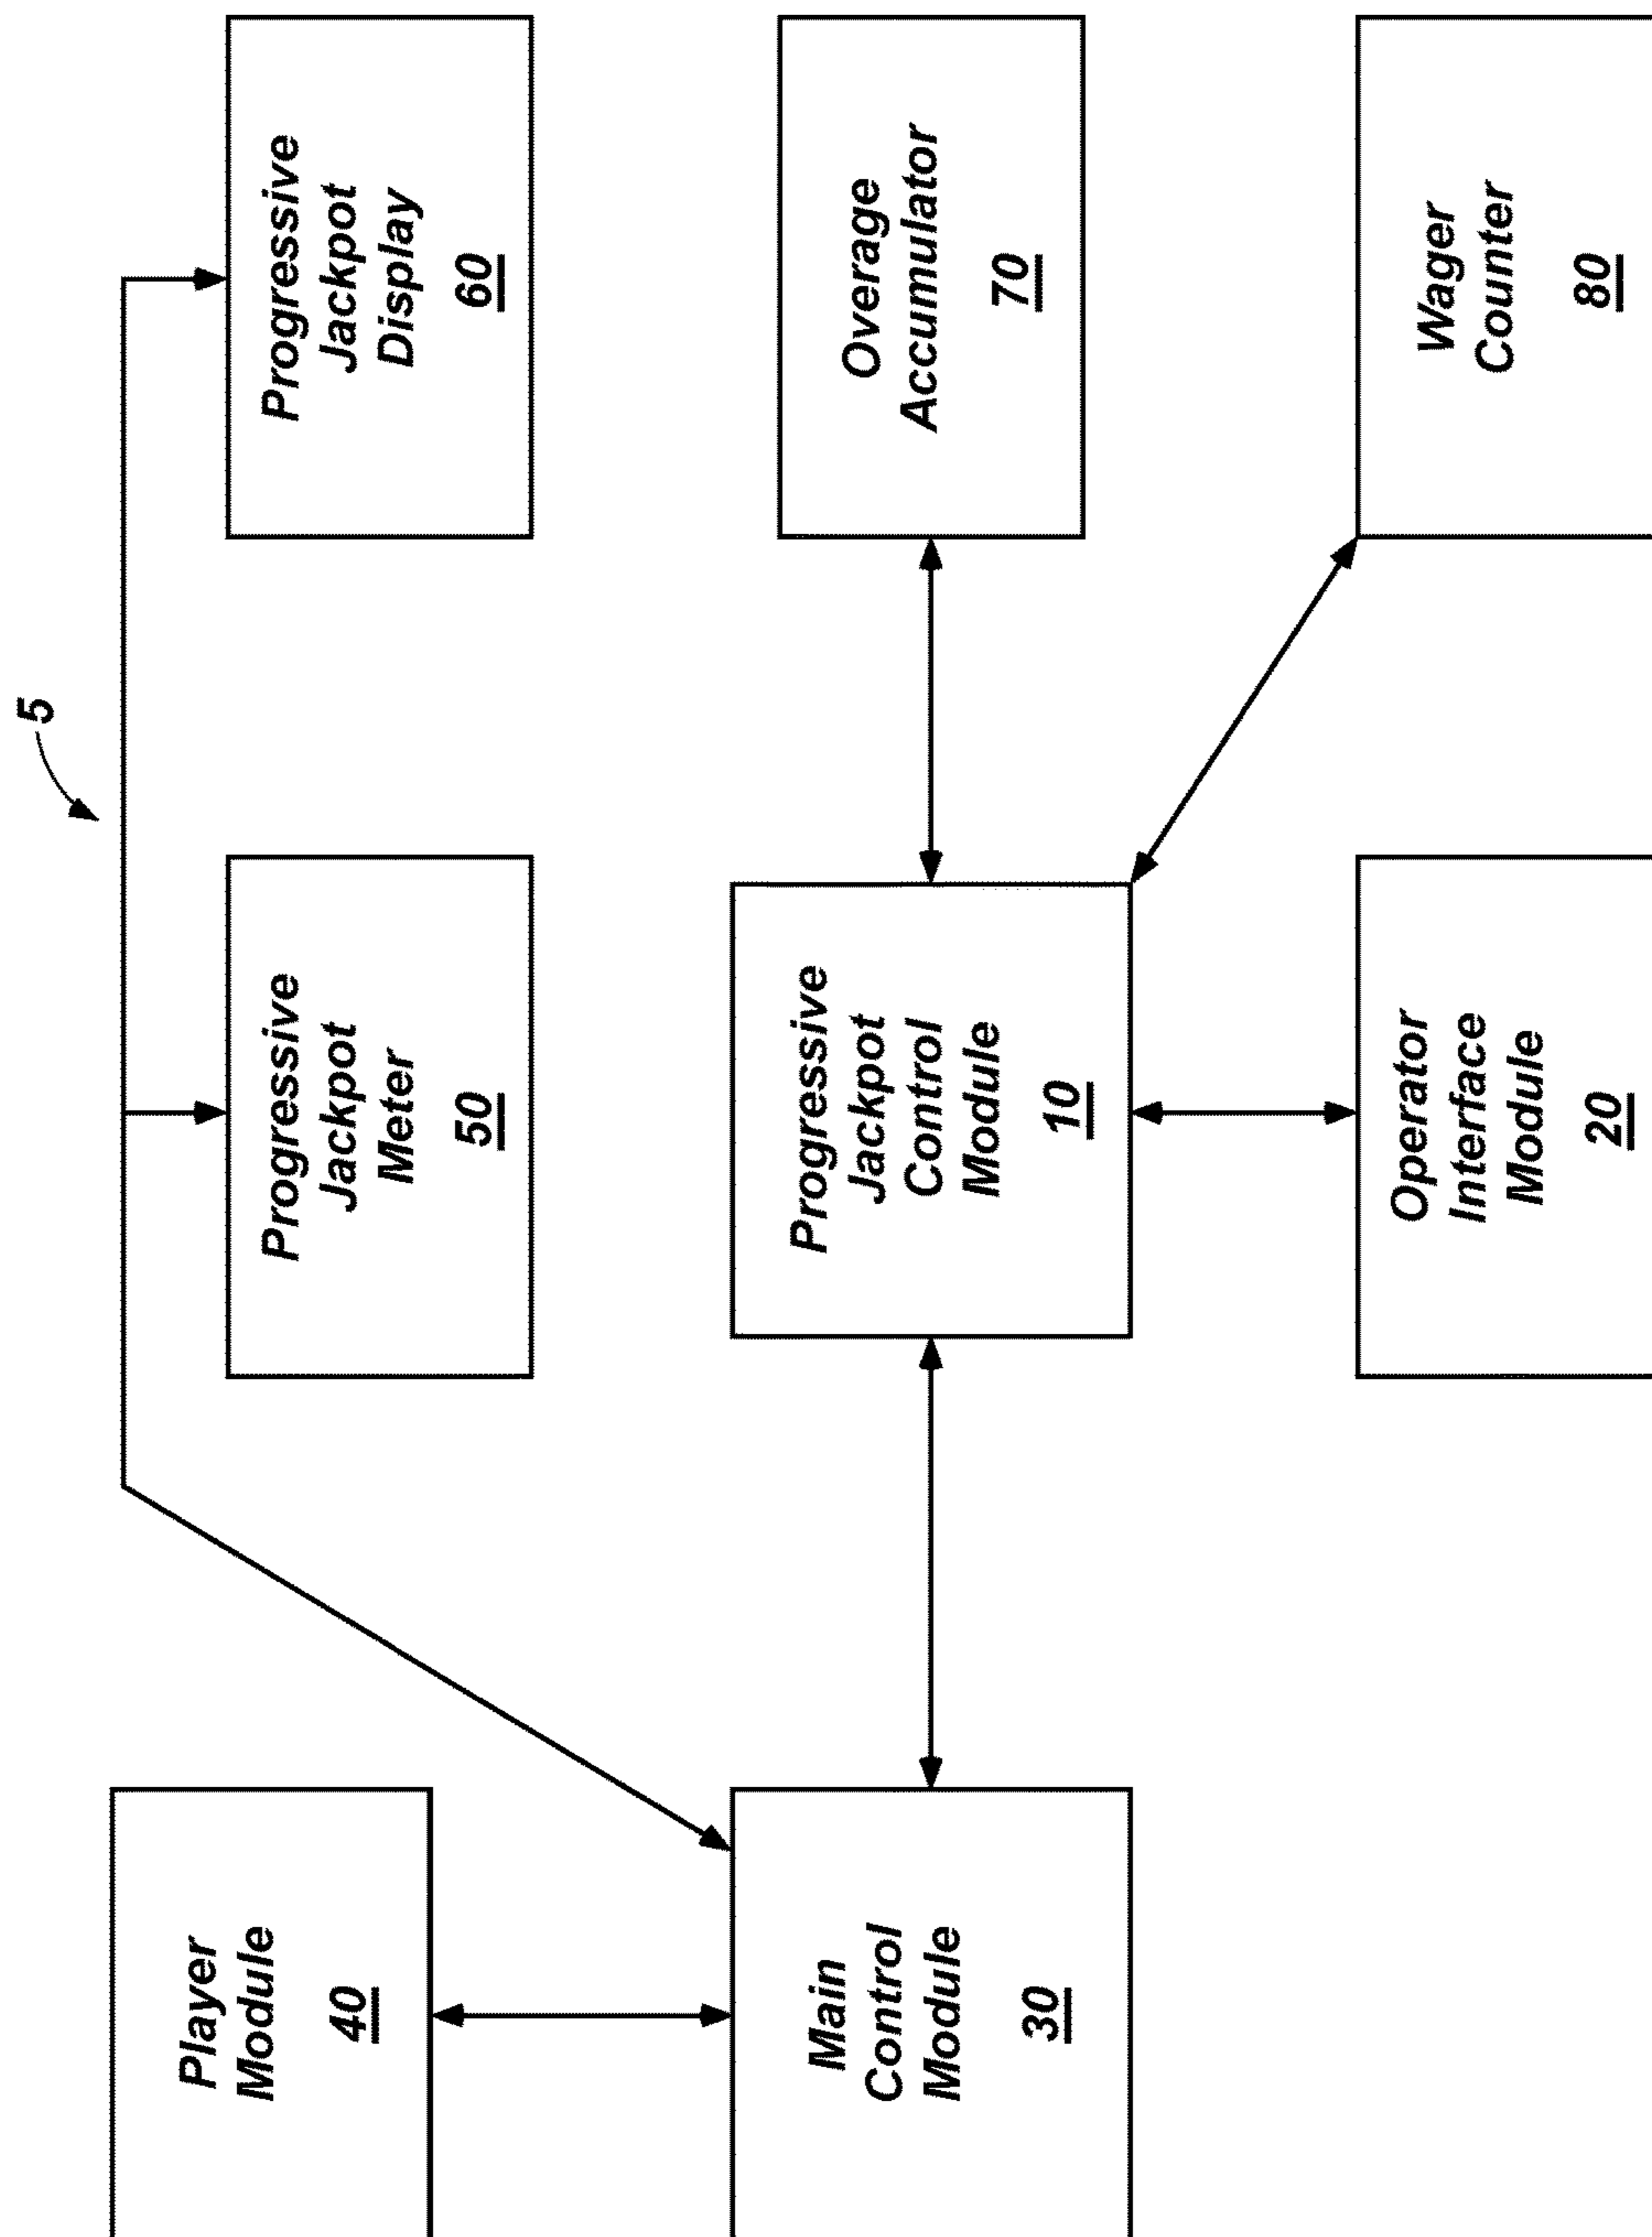 5
Player
Module
40
Progressive
Jackpot
Meter
50
Progressive
Jackpot
Display
60
Main
Control
Module
30
Progressive
Jackpot
Control
Module
10
Overage
Accumulator
70
Operator
Interface
Module
20
Wager
Counter
80